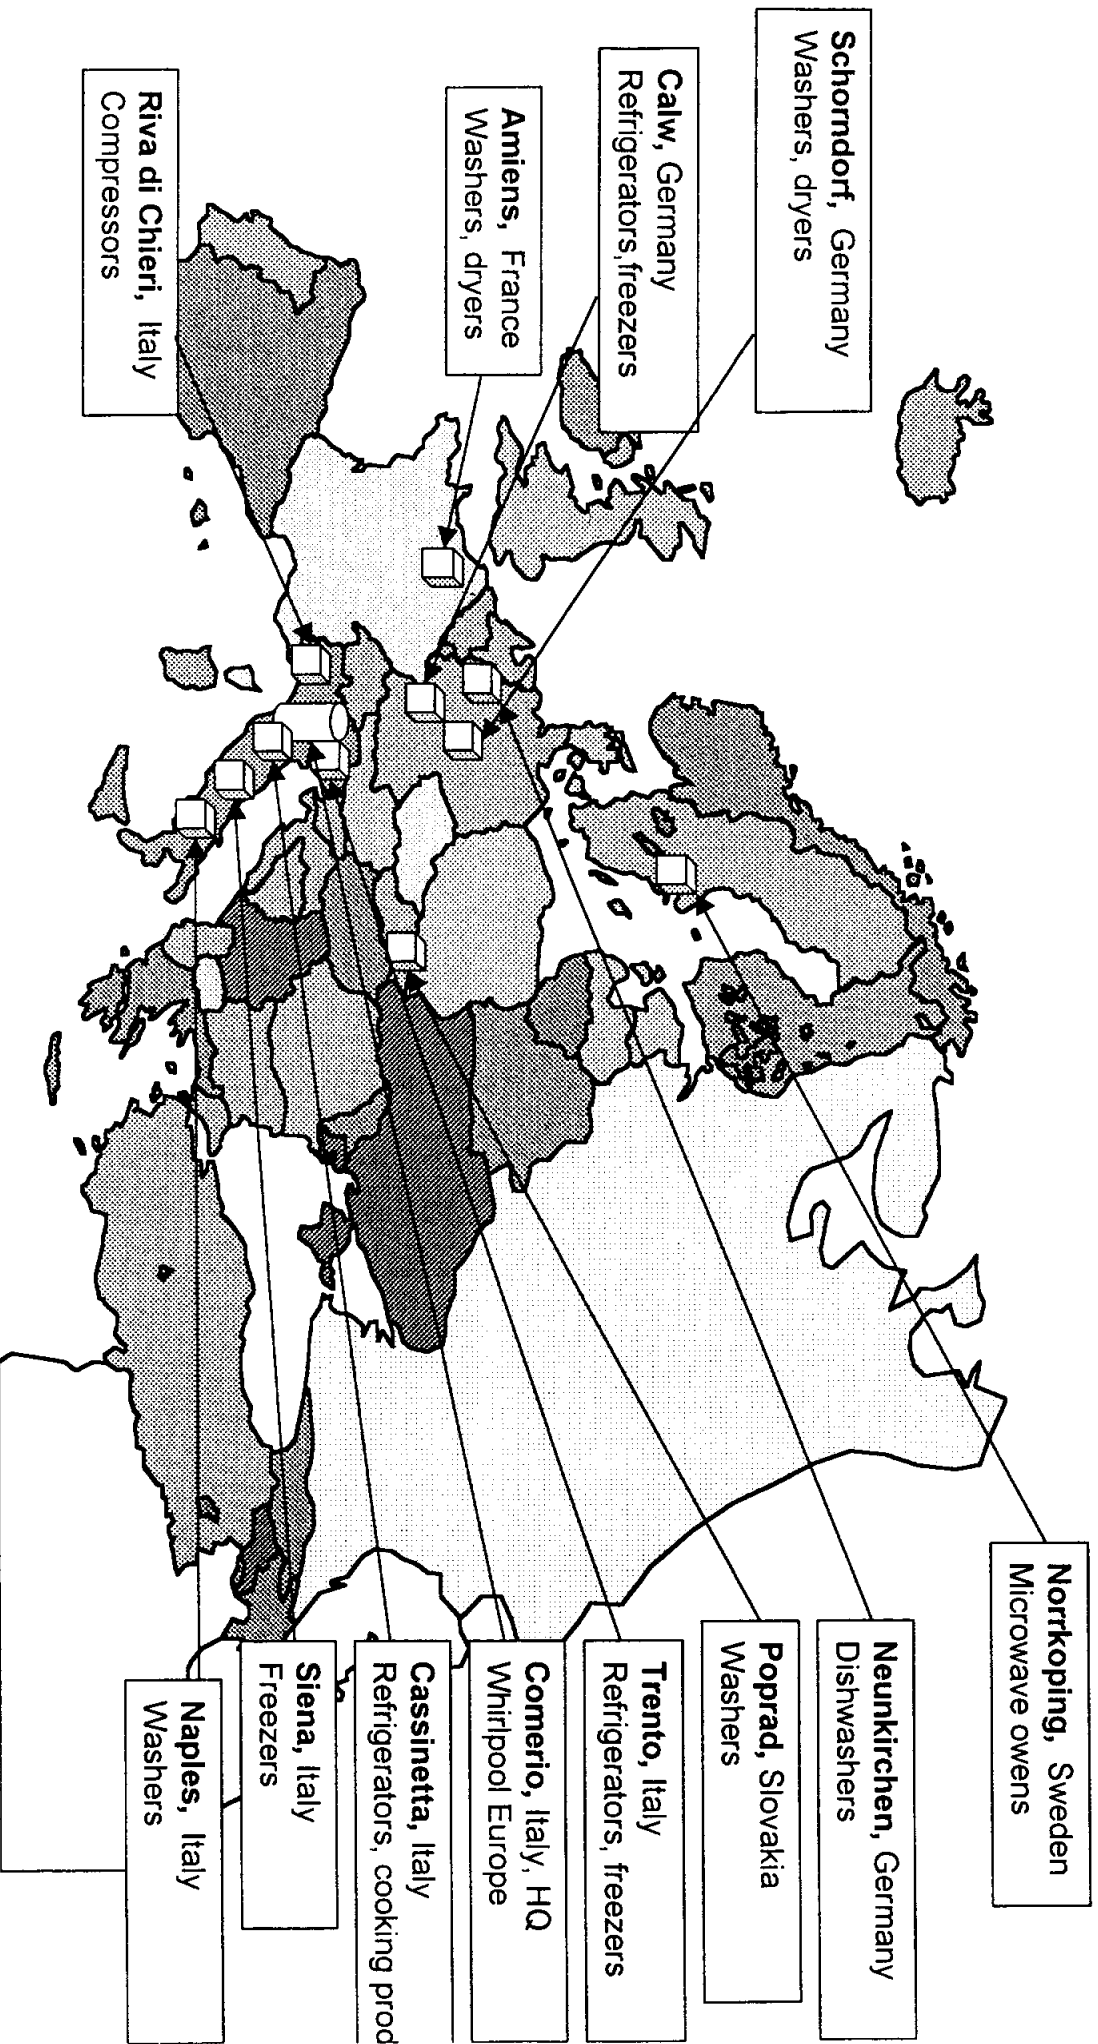 Schorndorf, Germany
Washers, dryers
Calw, Germany
Refrigerators,freezers
Amiens, France
Washers, dryers
Riva di Chieri, Italy
Compressors
Norrkoping, Sweden
Microwave owens
Neunkirchen, Germany
Dishwashers
Poprad, Slovakia
Washers
Trento, Italy
Refrigerators, freezers
Comerio, Italy, HQ
Whirlpool Europe
Cassinetta, Italy
Refrigerators, cooking prod
Siena, Italy
Freezers
Naples, Italy
Washers